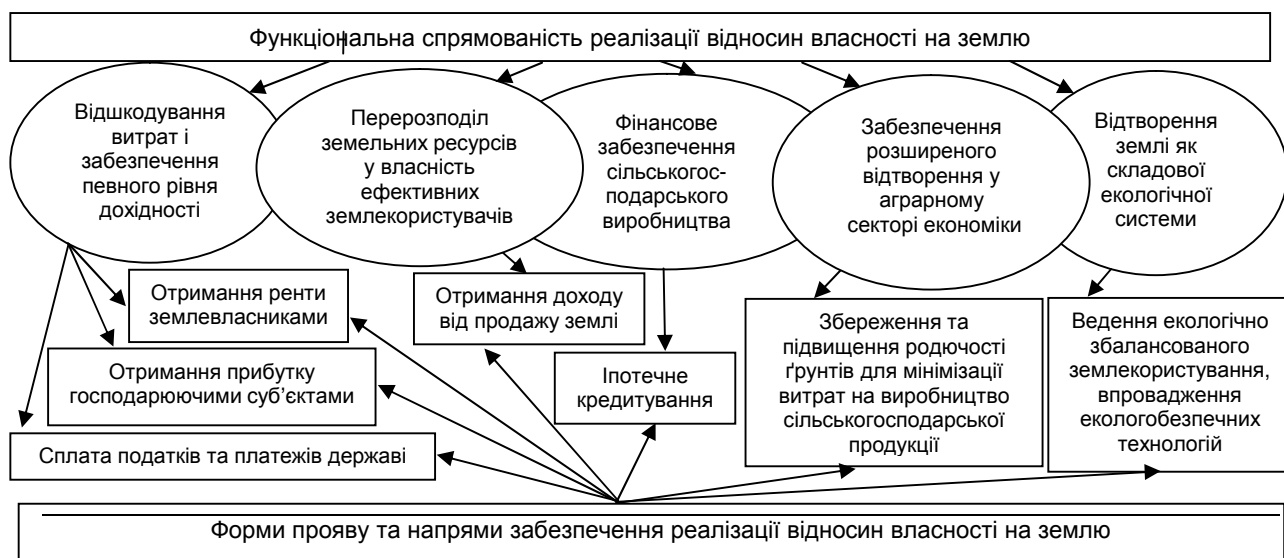 Функціональна спрямованість реалізації відносин власності на землю
Відшкодування
витрат і
забезпечення
певного рівня
дохідності
Перерозподіл
земельних ресурсів
у власність
ефективних
землекористувачів
Фінансове
забезпечення
сільськогос-
подарського
виробництва
Забезпечення
розширеного
відтворення у
аграрному
секторі економіки
Відтворення
землі як
складової
екологічної
системи
Отримання ренти
землевласниками
Отримання прибутку
господарюючими суб’єктами
Сплата податків та платежів державі
Отримання доходу
від продажу землі
Іпотечне
кредитування
Збереження та
підвищення родючості
ґрунтів для мінімізації
витрат на виробництво
сільськогосподарської
продукції
Ведення екологічно
збалансованого
землекористування,
впровадження
екологобезпечних
технологій
Форми прояву та напрями забезпечення реалізації відносин власності на землю